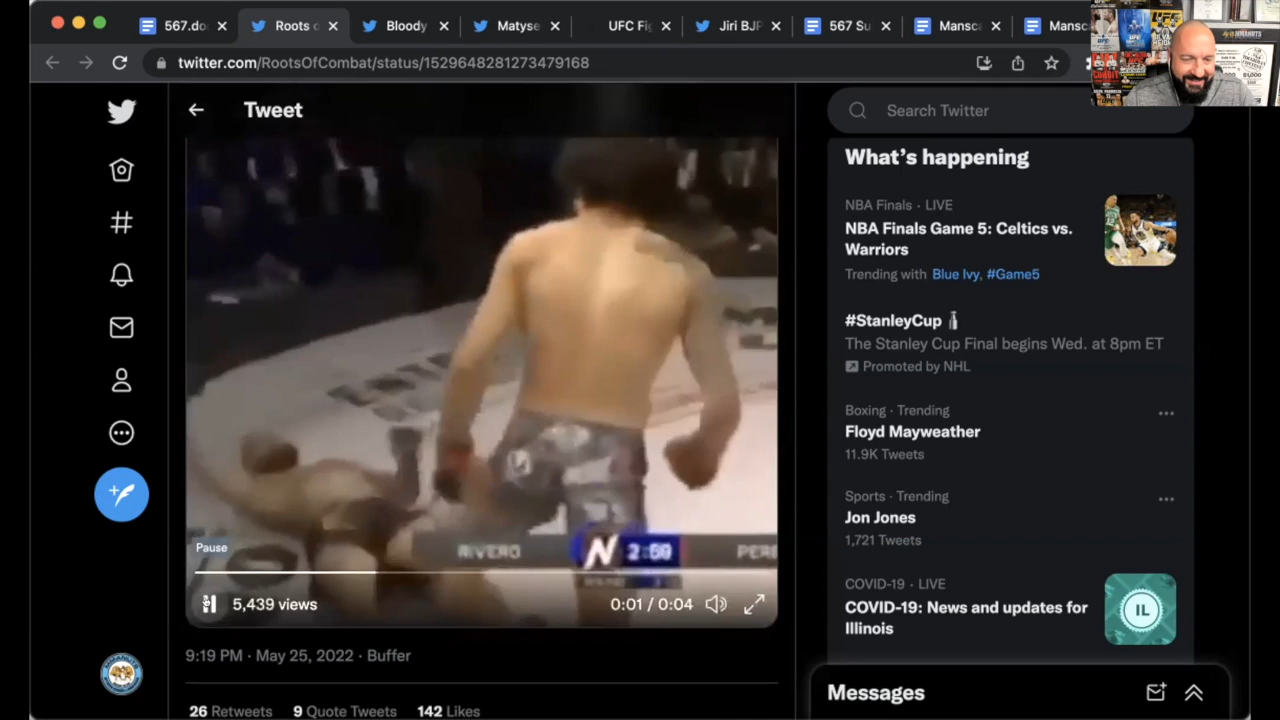 567.do
Roots o
Bloody
Matyse
UFC Fig
Jiri BJP
567 Su
Mansca
Mansc
twitter.com/RootsOfCombat/status/1529648281273479168
Tweet
RIVERO
N
2:59
PERE
Pause
5,439 views
0:01 / 0:04
9:19 PM · May 25, 2022 · Buffer
26 Retweets 9 Quote Tweets 142 Likes
Search Twitter
What's happening
NBA Finals · LIVE
NBA Finals Game 5: Celtics vs.
Warriors
Trending with Blue Ivy, #Game5
#StanleyCup
The Stanley Cup Final begins Wed. at 8pm ET
Promoted by NHL
Boxing · Trending
Floyd Mayweather
11.9K Tweets
Sports · Trending
Jon Jones
1,721 Tweets
COVID-19 · LIVE
COVID-19: News and updates for
Illinois
IL
Messages